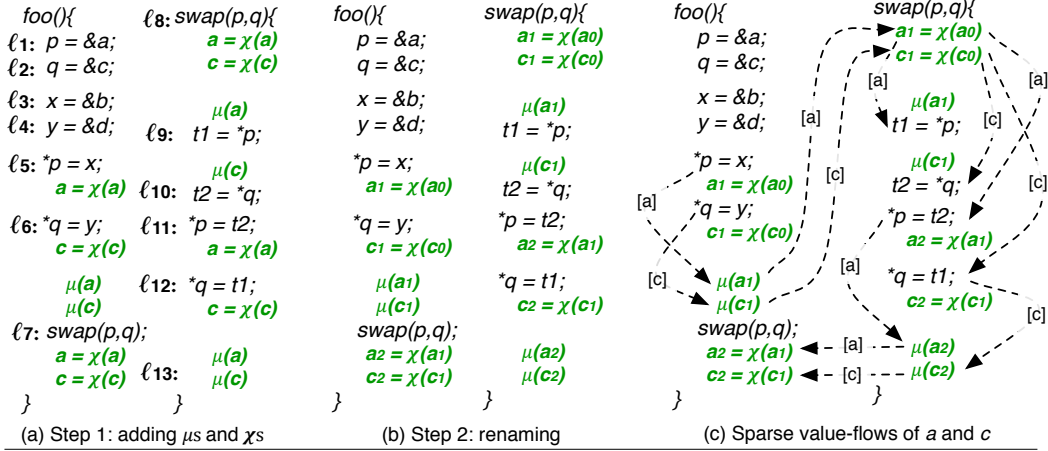 foo(){
ℓ1: p = &a;
ℓ2: q = &c;
ℓ3: x = &b;
ℓ4: y = &d;
ℓ5: *p = x;
a = χ(a)
ℓ6: *q = y;
c = χ(c)
μ(a)
μ(c)
ℓ7: swap(p,q);
a = χ(a)
c = χ(c)
}
ℓ8: swap(p,q){
a = χ(a)
c = χ(c)
μ(a)
ℓ9: t1 = *p;
μ(c)
ℓ10: t2 = *q;
ℓ11: *p = t2;
a = χ(a)
ℓ12: *q = t1;
c = χ(c)
μ(a)
ℓ13: μ(c)
}
(a) Step 1: adding μs and χs
foo(){
p = &a;
q = &c;
x = &b;
y = &d;
*p = x;
a1 = χ(a0)
*q = y;
c1 = χ(c0)
μ(a1)
μ(c1)
swap(p,q);
a2 = χ(a1)
c2 = χ(c1)
}
swap(p,q){
a1 = χ(a0)
c1 = χ(c0)
μ(a1)
t1 = *p;
μ(c1)
t2 = *q;
*p = t2;
a2 = χ(a1)
*q = t1;
c2 = χ(c1)
μ(a2)
μ(c2)
}
(b) Step 2: renaming
foo(){
p = &a;
q = &c;
x = &b;
y = &d;
*p = x;
a1 = χ(a0)
*q = y;
c1 = χ(c0)
μ(a1)
μ(c1)
swap(p,q);
a2 = χ(a1)
c2 = χ(c1)
}
[a]
[c]
[a]
[c]
swap(p,q){
a1 = χ(a0)
c1 = χ(c0)
μ(a1)
t1 = *p;
μ(c1)
t2 = *q;
*p = t2;
a2 = χ(a1)
*q = t1;
c2 = χ(c1)
μ(a2)
μ(c2)
}
[a]
[a]
[c]
[c]
[a]
[c]
[a]
[c]
(c) Sparse value-flows of a and c